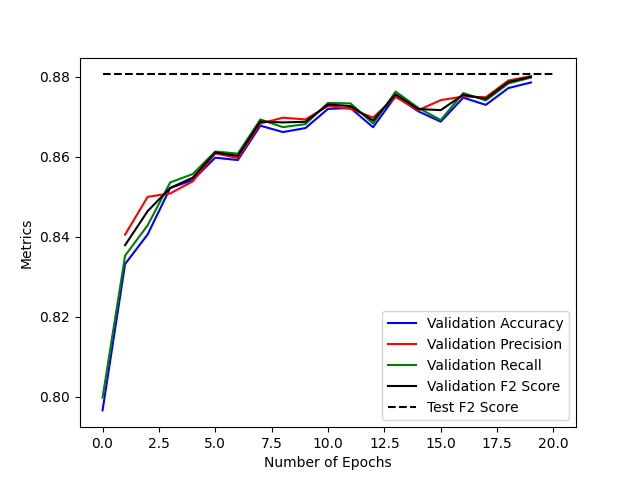 0.88
0.86
0.84
0.82
0.80
Metrics
0.0 2.5 5.0 7.5 10.0 12.5 15.0 17.5 20.0
Number of Epochs
Validation Accuracy
Validation Precision
Validation Recall
Validation F2 Score
Test F2 Score